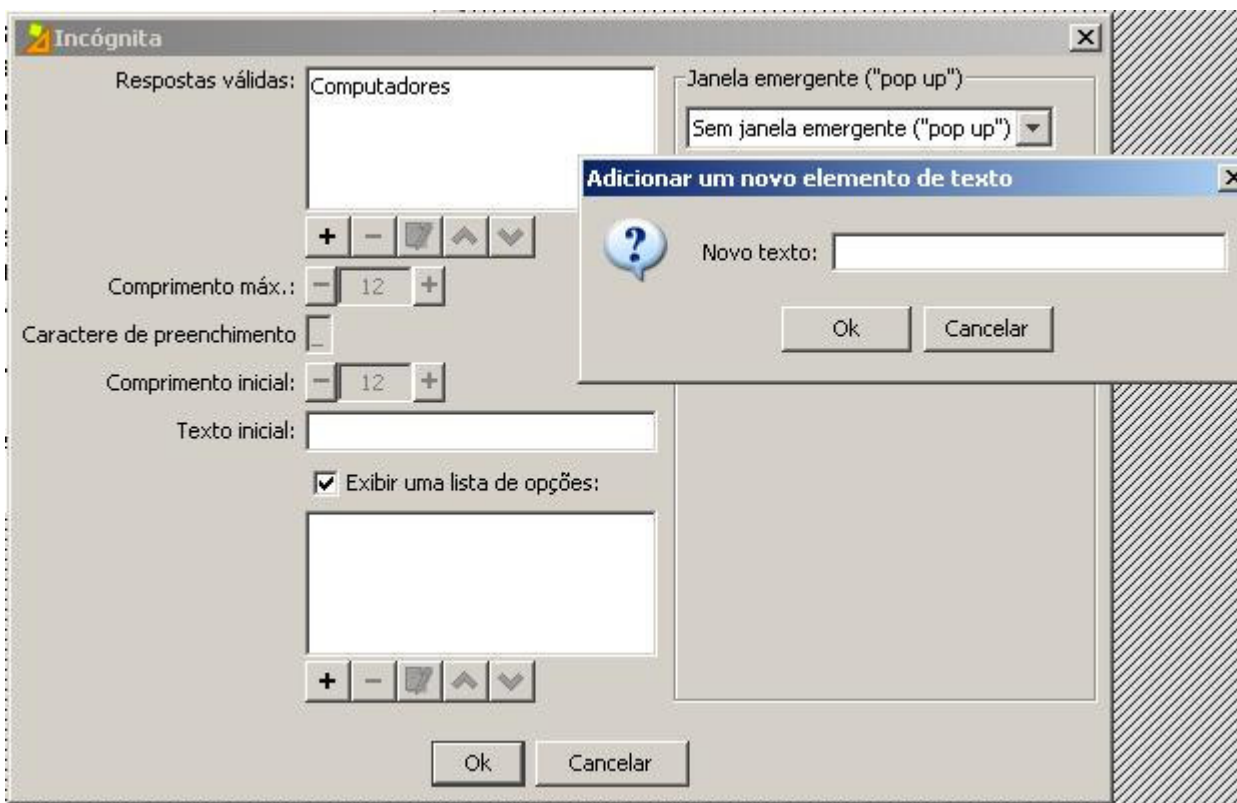 Incógnita
Respostas válidas:
Computadores
Janela emergente ("pop up")
Sem janela emergente ("pop up")
Adicionar um novo elemento de texto
Novo texto:
Ok
Cancelar
Comprimento máx.:
12
Caractere de preenchimento
_
Comprimento inicial:
12
Texto inicial:
Exibir uma lista de opções:
Ok
Cancelar